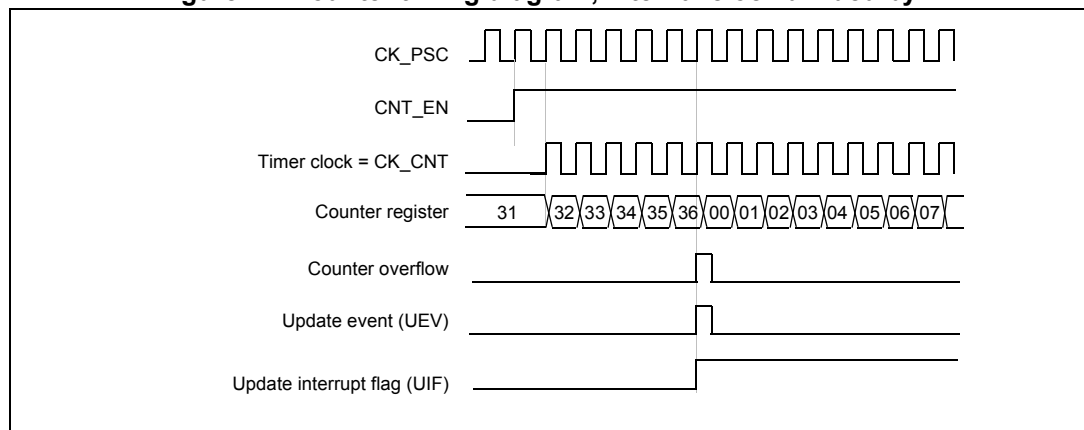 CK_PSC
CNT_EN
Timer clock = CK_CNT
Counter register 31 32 33 34 35 36 00 01 02 03 04 05 06 07
Counter overflow
Update event (UEV)
Update interrupt flag (UIF)